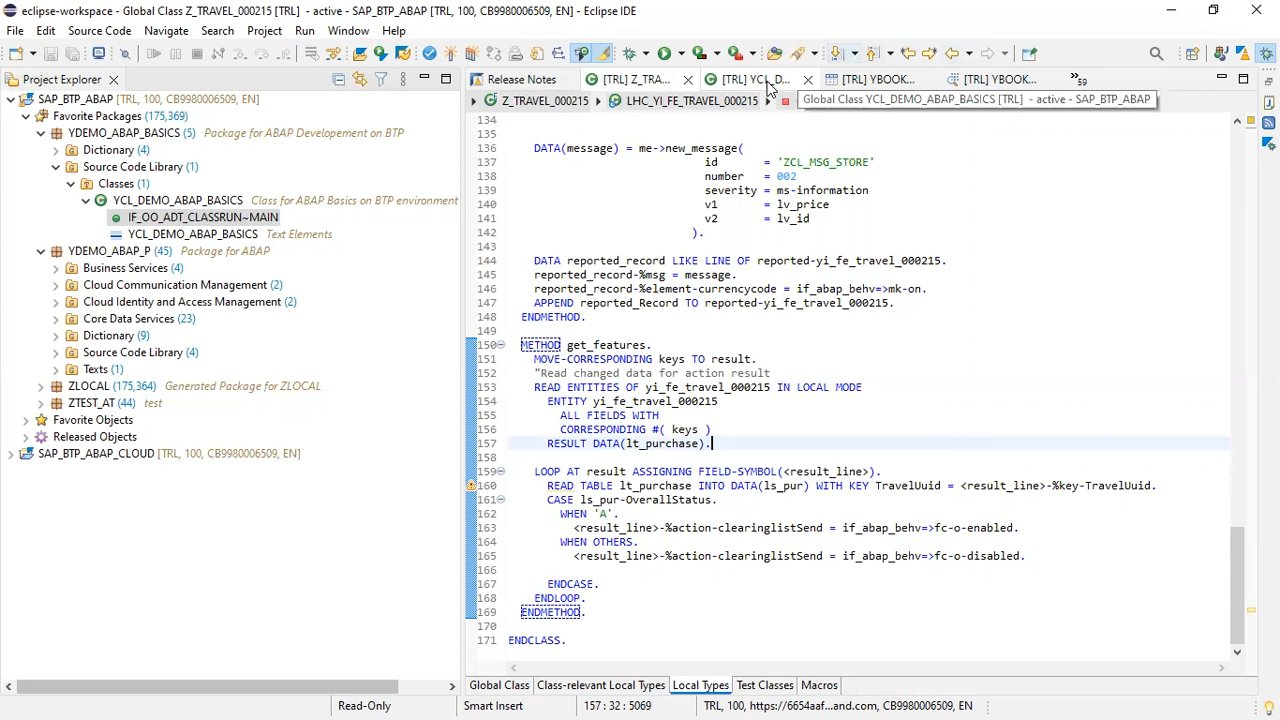 eclipse-workspace - Global Class Z_TRAVEL_000215 [TRL] - active - SAP_BTP_ABAP [TRL, 100, CB9980006509, EN] - Eclipse IDE
File Edit Source Code Navigate Search Project Run Window Help
Project Explorer
SAP_BTP_ABAP [TRL, 100, CB9980006509, EN]
Favorite Packages (175,369)
YDEMO_ABAP_BASICS (5) Package for ABAP Developement on BTP
Dictionary (4)
Source Code Library (1)
Classes (1)
YCL_DEMO_ABAP_BASICS Class for ABAP Basics on BTP environment
IF_OO_ADT_CLASSRUN~MAIN
YCL_DEMO_ABAP_BASICS Text Elements
YDEMO_ABAP_P (45) Package for ABAP
Business Services (4)
Cloud Communication Management (2)
Cloud Identity and Access Management (2)
Core Data Services (23)
Dictionary (9)
Source Code Library (4)
Texts (1)
ZLOCAL (175,364) Generated Package for ZLOCAL
ZTEST_AT (44) test
Favorite Objects
Released Objects
SAP_BTP_ABAP_CLOUD [TRL, 100, CB9980006509, EN]
Release Notes [TRL] Z_TRA... [TRL] YCL_D... [TRL] YBOOK... [TRL] YBOOK... 59
Z_TRAVEL_000215 LHC_YI_FE_TRAVEL_000215
Global Class YCL_DEMO_ABAP_BASICS [TRL] - active - SAP_BTP_ABAP
134
135
136 DATA(message) = me->new_message(
137 id = 'ZCL_MSG_STORE'
138 number = 002
139 severity = ms-information
140 v1 = lv_price
141 v2 = lv_id
142 ).
143
144 DATA reported_record LIKE LINE OF reported-yi_fe_travel_000215.
145 reported_record-%msg = message.
146 reported_record-%element-currencycode = if_abap_behv=>mk-on.
147 APPEND reported_Record TO reported-yi_fe_travel_000215.
148 ENDMETHOD.
149
150 METHOD get_features.
151 MOVE-CORRESPONDING keys TO result.
152 "Read changed data for action result
153 READ ENTITIES OF yi_fe_travel_000215 IN LOCAL MODE
154 ENTITY yi_fe_travel_000215
155 ALL FIELDS WITH
156 CORRESPONDING #( keys )
157 RESULT DATA(lt_purchase).
158
159 LOOP AT result ASSIGNING FIELD-SYMBOL(<result_line>).
160 READ TABLE lt_purchase INTO DATA(ls_pur) WITH KEY TravelUuid = <result_line>-%key-TravelUuid.
161 CASE ls_pur-OverallStatus.
162 WHEN 'A'.
163 <result_line>-%action-clearinglistSend = if_abap_behv=>fc-o-enabled.
164 WHEN OTHERS.
165 <result_line>-%action-clearinglistSend = if_abap_behv=>fc-o-disabled.
166
167 ENDCASE.
168 ENDLOOP.
169 ENDMETHOD.
170
171 ENDCLASS.
Global Class Class-relevant Local Types Local Types Test Classes Macros
Read-Only Smart Insert 157 : 32 : 5069 TRL, 100, https://6654aaf...and.com, CB9980006509, EN